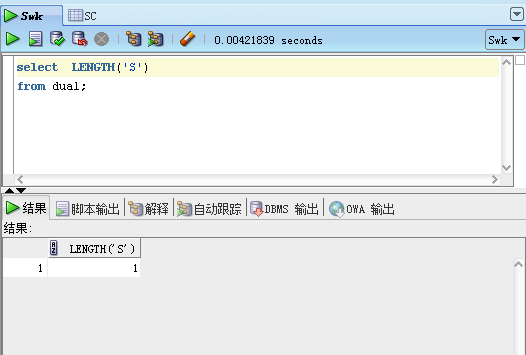 Swk SC
0.00421839 seconds Swk
select LENGTH('S')
from dual;
结果 脚本输出 解释 自动跟踪 DBMS 输出 OWA 输出
结果:
LENGTH('S')
1 1